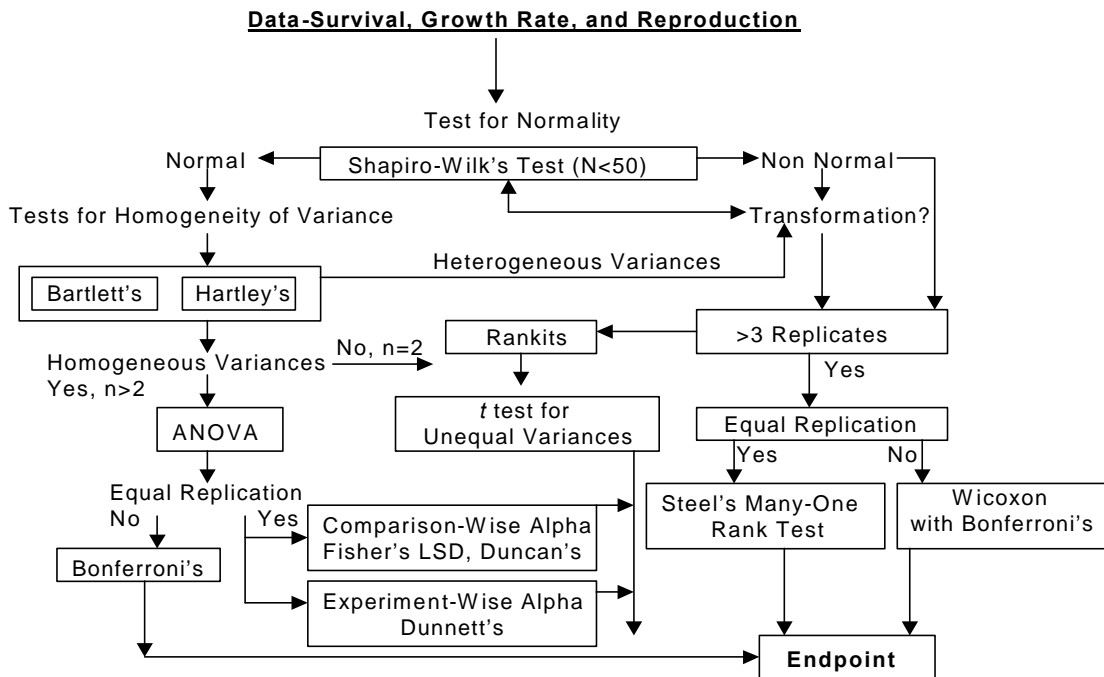 Data-Survival, Growth Rate, and Reproduction
Test for Normality
Normal
Shapiro-Wilk's Test (N<50)
Non Normal
Tests for Homogeneity of Variance
Transformation?
Heterogeneous Variances
Bartlett's
Hartley's
Rankits
>3 Replicates
No, n=2
Homogeneous Variances
Yes, n>2
Yes
t test for
Unequal Variances
ANOVA
Equal Replication
Yes
No
Equal Replication
No
Yes
Comparison-Wise Alpha
Fisher's LSD, Duncan's
Steel's Many-One
Rank Test
Wicoxon
with Bonferroni's
Bonferroni's
Experiment-Wise Alpha
Dunnett's
Endpoint